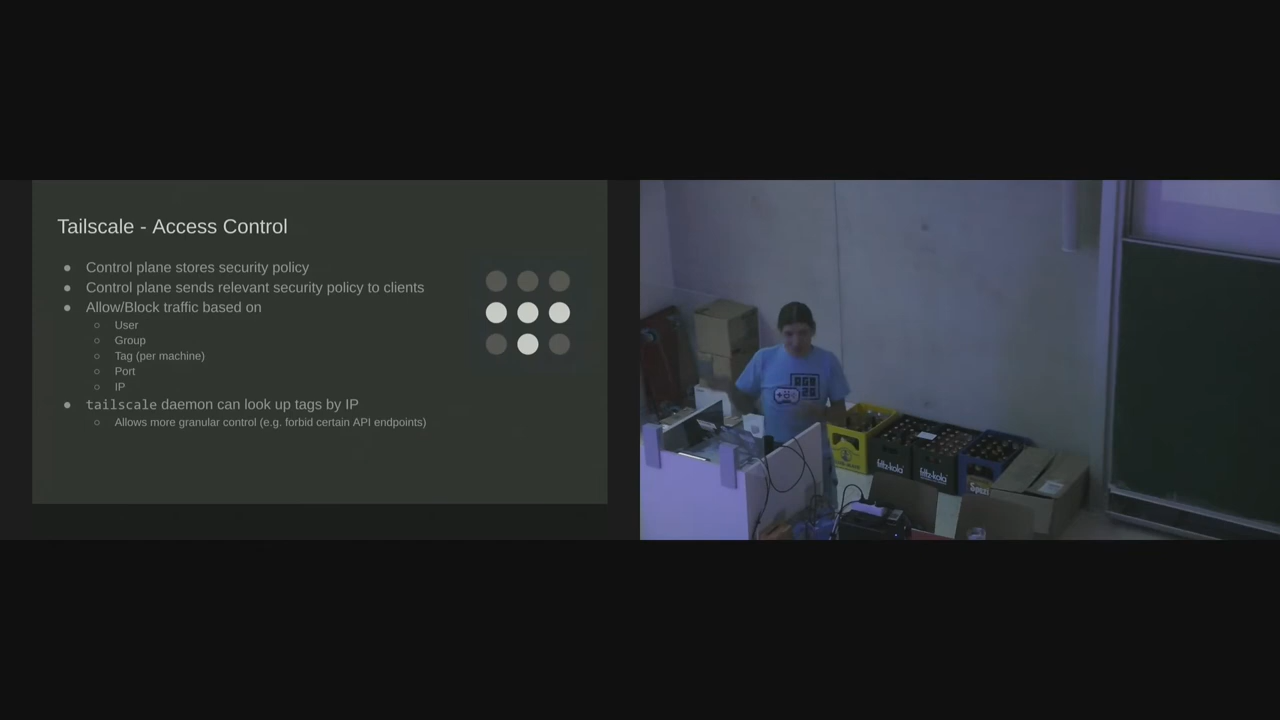 Tailscale - Access Control
● Control plane stores security policy
● Control plane sends relevant security policy to clients
● Allow/Block traffic based on
○ User
○ Group
○ Tag (per machine)
○ Port
○ IP
● tailscale daemon can look up tags by IP
○ Allows more granular control (e.g. forbid certain API endpoints)
fritz-kola
fritz-kola
Spezi